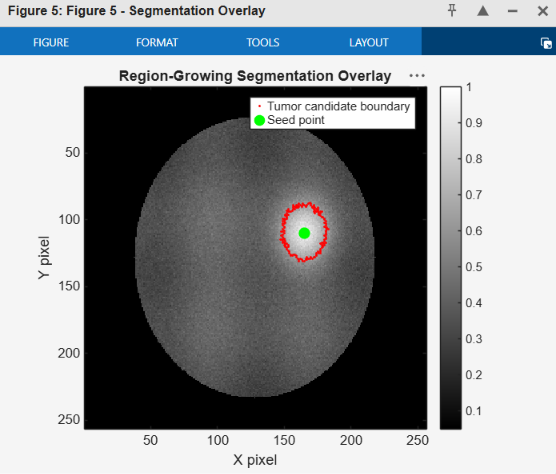 Figure 5: Figure 5 - Segmentation Overlay
FIGURE FORMAT TOOLS LAYOUT
Region-Growing Segmentation Overlay
Tumor candidate boundary
Seed point
Y pixel
50
100
150
200
250
50 100 150 200 250
X pixel
1
0.9
0.8
0.7
0.6
0.5
0.4
0.3
0.2
0.1